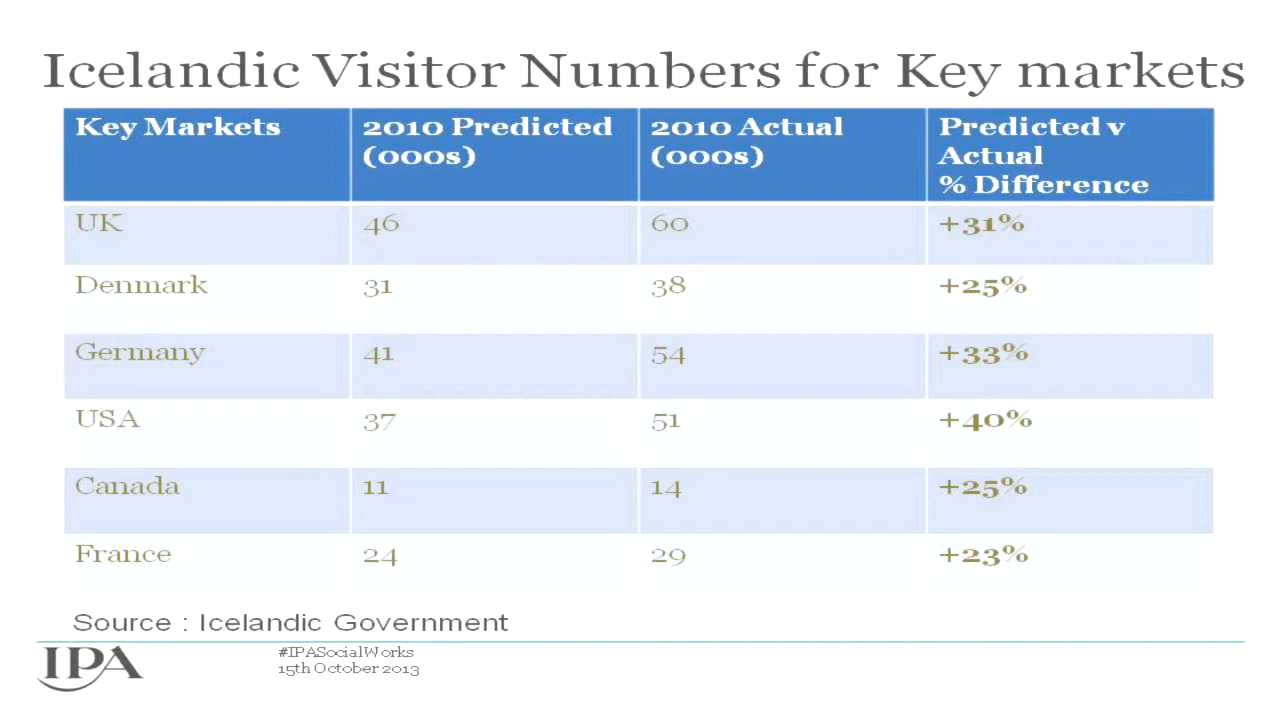 Icelandic Visitor Numbers for Key markets
Key Markets 2010 Predicted (000s) 2010 Actual (000s) Predicted v Actual % Difference
UK 46 60 +31%
Denmark 31 38 +25%
Germany 41 54 +33%
USA 37 51 +40%
Canada 11 14 +25%
France 24 29 +23%
Source : Icelandic Government
IPA
#IPASocialWorks
15th October 2013